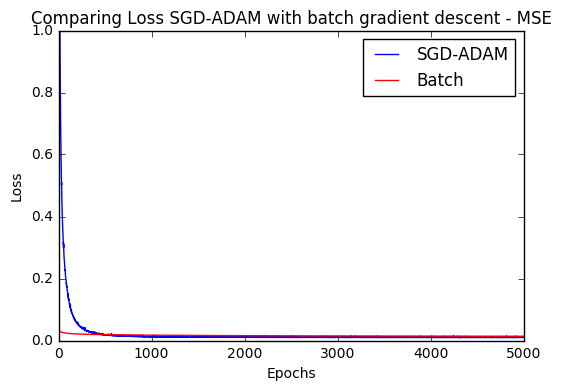 Comparing Loss SGD-ADAM with batch gradient descent - MSE
1.0
SGD-ADAM
Batch
0.8
0.6
0.4
0.2
0.0
Loss
0 1000 2000 3000 4000 5000
Epochs